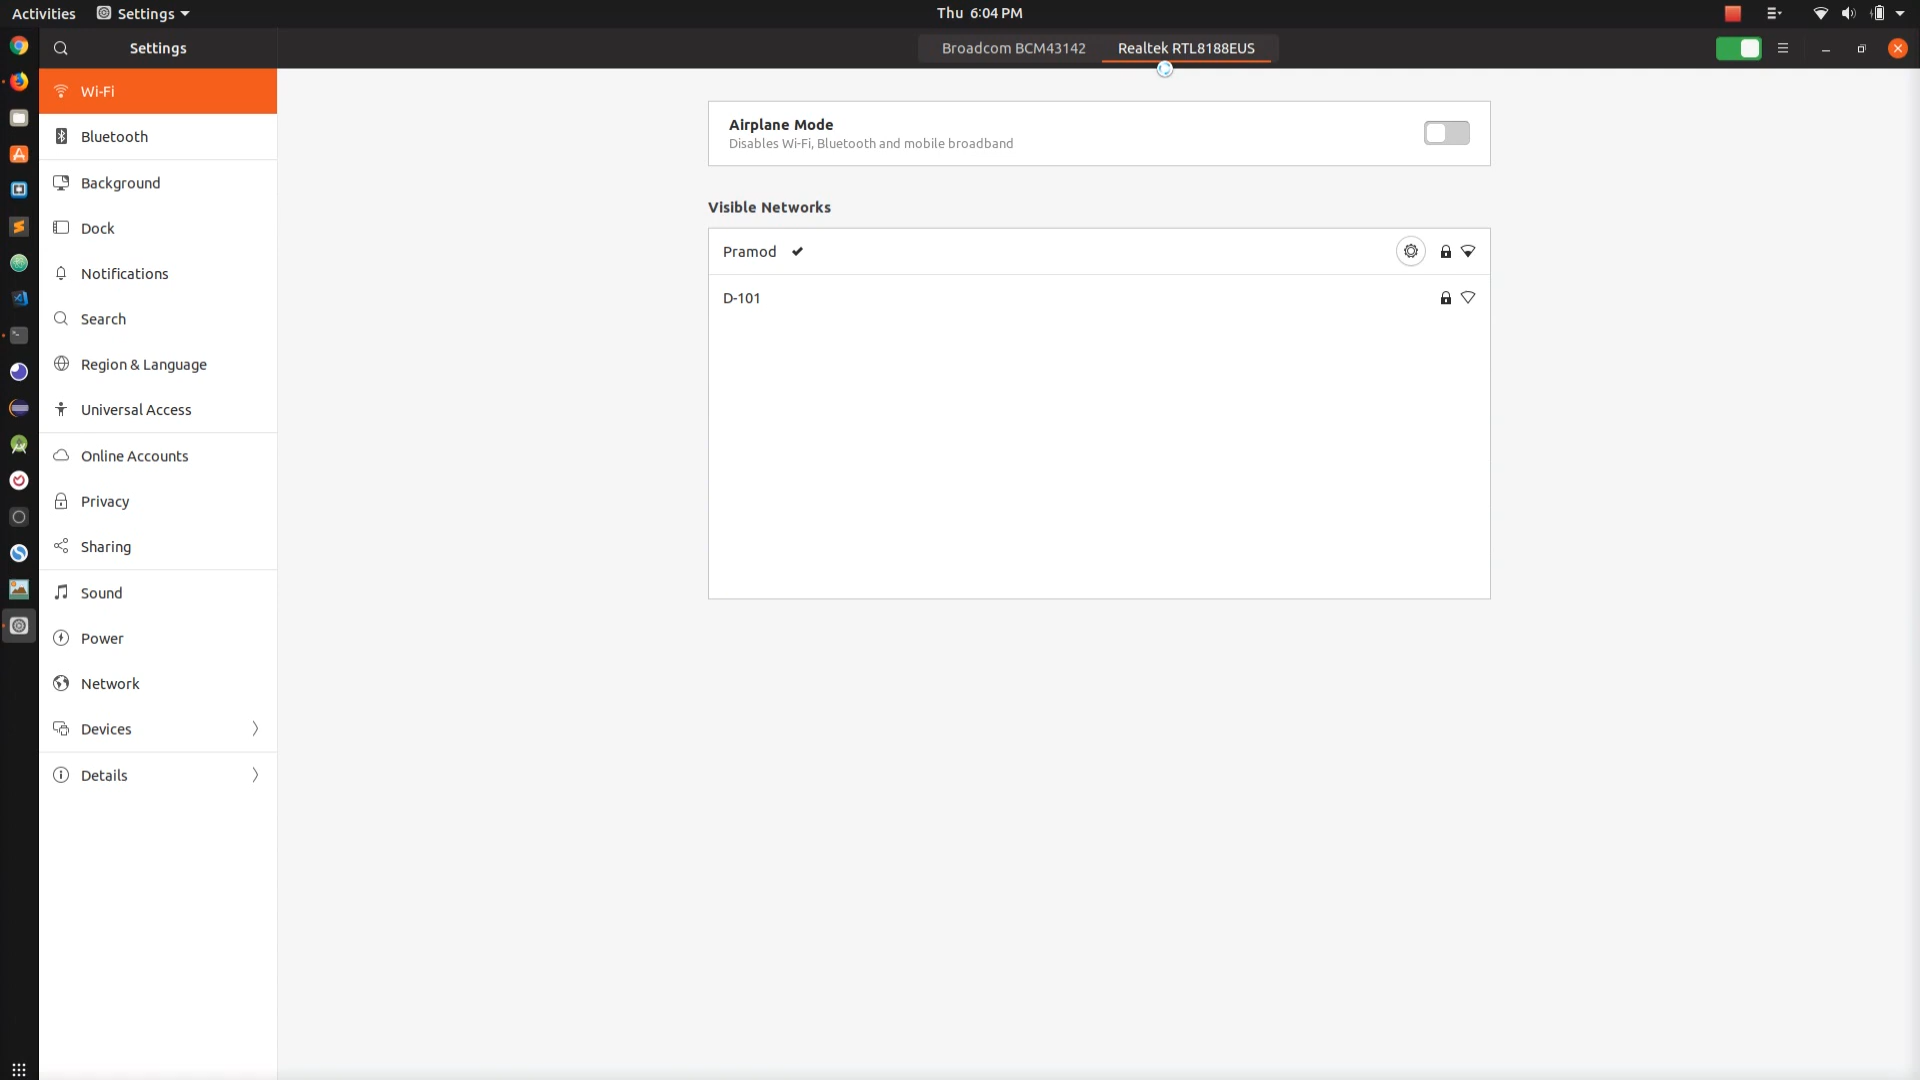 Activities Settings Thu 6:04 PM
Settings Broadcom BCM43142 Realtek RTL8188EUS
Wi-Fi
Bluetooth
Background
Dock
Notifications
Search
Region & Language
Universal Access
Online Accounts
Privacy
Sharing
Sound
Power
Network
Devices
Details
Airplane Mode
Disables Wi-Fi, Bluetooth and mobile broadband
Visible Networks
Pramod
D-101